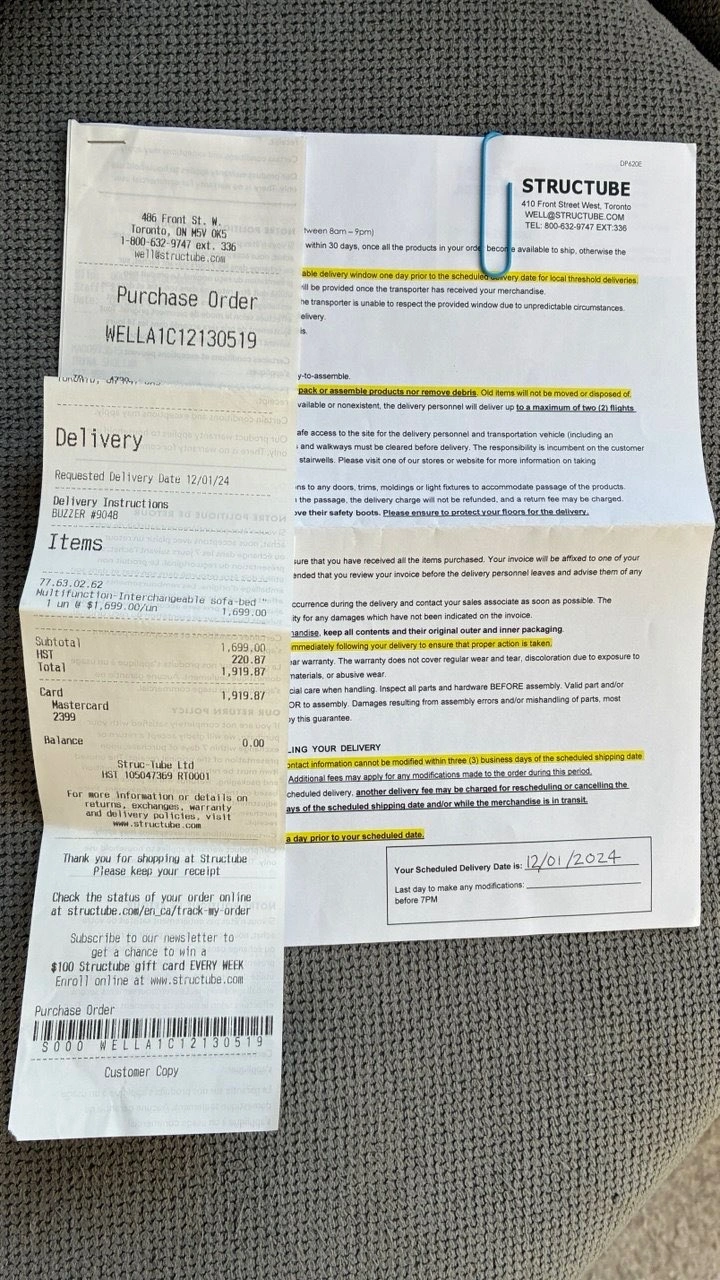 486 Front St. W.
Toronto, ON M5V 0K5
1-800-632-9747 ext. 336
well@structube.com
Purchase Order
WELLA1C12130519
Delivery
Requested Delivery Date 12/01/24
Delivery Instructions
BUZZER #904B
Items
77.63.02.62
Multifunction-Interchangeable sofa-bed
1 un @ $1,699.00/un 1,699.00
Subtotal 1,699.00
HST 220.87
Total 1,919.87
Card 1,919.87
Mastercard
2399
Balance 0.00
Struc-Tube Ltd
HST 105047369 RT0001
For more information or details on
returns, exchanges, warranty
and delivery policies, visit
www.structube.com
Thank you for shopping at Structube
Please keep your receipt
Check the status of your order online
at structube.com/en_ca/track-my-order
Subscribe to our newsletter to
get a chance to win a
$100 Structube gift card EVERY WEEK
Enroll online at www.structube.com
Purchase Order
S000 WELLA1C12130519
Customer Copy
DP620E
STRUCTUBE
410 Front Street West, Toronto
WELL@STRUCTUBE.COM
TEL: 800-632-9747 EXT:336
tween 8am – 9pm)
within 30 days, once all the products in your order become available to ship, otherwise the
able delivery window one day prior to the scheduled delivery date for local threshold deliveries.
ill be provided once the transporter has received your merchandise.
he transporter is unable to respect the provided window due to unpredictable circumstances.
elivery.
is.
y-to-assemble.
pack or assemble products nor remove debris. Old items will not be moved or disposed of.
vailable or nonexistent, the delivery personnel will deliver up to a maximum of two (2) flights
afe access to the site for the delivery personnel and transportation vehicle (including an
and walkways must be cleared before delivery. The responsibility is incumbent on the customer
stairwells. Please visit one of our stores or website for more information on taking
ns to any doors, trims, moldings or light fixtures to accommodate passage of the products.
the passage, the delivery charge will not be refunded, and a return fee may be charged.
ove their safety boots. Please ensure to protect your floors for the delivery.
sure that you have received all the items purchased. Your invoice will be affixed to one of your
ended that you review your invoice before the delivery personnel leaves and advise them of any
ccurrence during the delivery and contact your sales associate as soon as possible. The
ity for any damages which have not been indicated on the invoice.
andise, keep all contents and their original outer and inner packaging.
mmediately following your delivery to ensure that proper action is taken.
ar warranty. The warranty does not cover regular wear and tear, discoloration due to exposure to
materials, or abusive wear.
cial care when handling. Inspect all parts and hardware BEFORE assembly. Valid part and/or
OR to assembly. Damages resulting from assembly errors and/or mishandling of parts, most
y this guarantee.
LING YOUR DELIVERY
ontact information cannot be modified within three (3) business days of the scheduled shipping date
Additional fees may apply for any modifications made to the order during this period.
cheduled delivery, another delivery fee may be charged for rescheduling or cancelling the
ays of the scheduled shipping date and/or while the merchandise is in transit.
a day prior to your scheduled date.
Your Scheduled Delivery Date is: 12/01/2024
Last day to make any modifications:
before 7PM